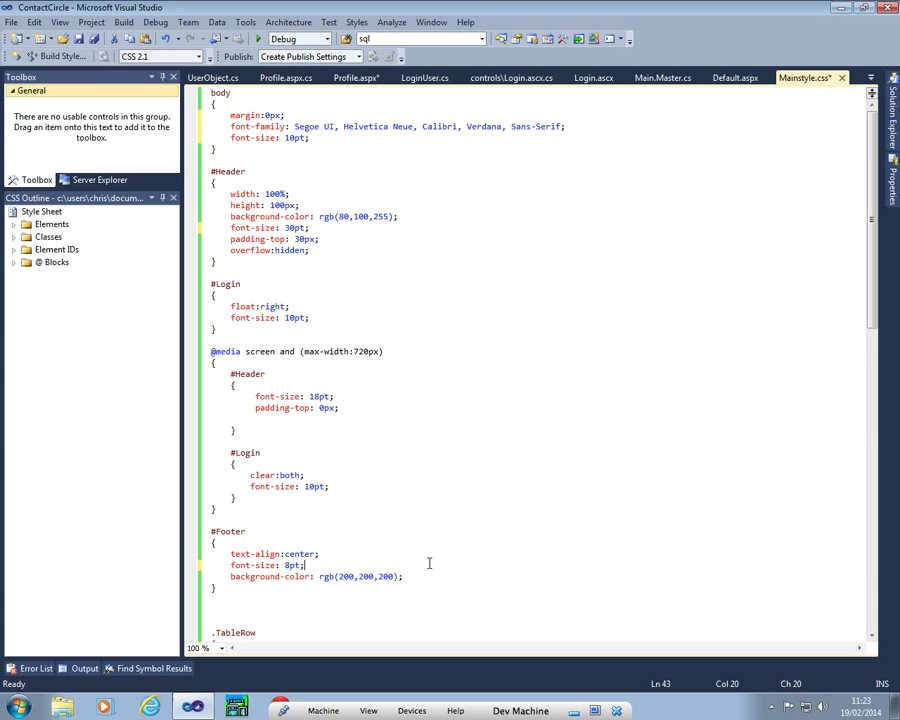 ContactCircle - Microsoft Visual Studio
File Edit View Project Build Debug Team Data Tools Architecture Test Styles Analyze Window Help
Debug sql
Build Style... CSS 2.1 Publish: Create Publish Settings
Toolbox UserObject.cs Profile.aspx.cs Profile.aspx* LoginUser.cs controls\Login.ascx.cs Login.ascx Main.Master.cs Default.aspx Mainstyle.css*
General
There are no usable controls in this group.
Drag an item onto this text to add it to the
toolbox.
Toolbox Server Explorer
CSS Outline - c:\users\chris\docum...
Style Sheet
Elements
Classes
Element IDs
@ Blocks
body
{
margin:0px;
font-family: Segoe UI, Helvetica Neue, Calibri, Verdana, Sans-Serif;
font-size: 10pt;
}
#Header
{
width: 100%;
height: 100px;
background-color: rgb(80,100,255);
font-size: 30pt;
padding-top: 30px;
overflow:hidden;
}
#Login
{
float:right;
font-size: 10pt;
}
@media screen and (max-width:720px)
{
#Header
{
font-size: 18pt;
padding-top: 0px;
}
#Login
{
clear:both;
font-size: 10pt;
}
}
#Footer
{
text-align:center;
font-size: 8pt;
background-color: rgb(200,200,200);
}
.TableRow
100 %
Solution Explorer
Properties
Error List Output Find Symbol Results
Ready Ln 43 Col 20 Ch 20 INS
Machine View Devices Help Dev Machine
11:23
19/02/2014